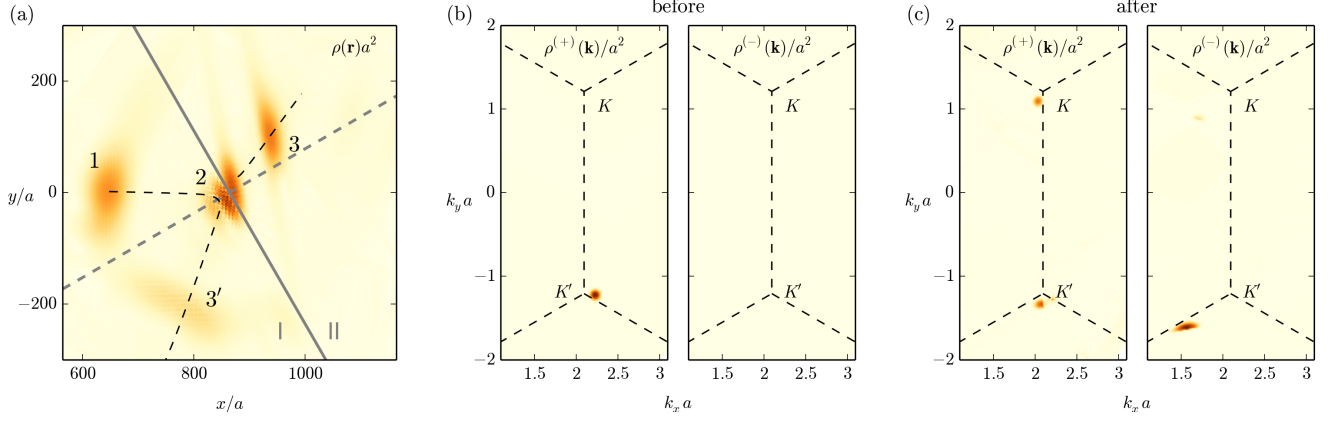 (a)
ρ(r)a²
200
0
−200
y/a
600
800
1000
x/a
1
2
3
3′
I
II
(b)
before
ρ⁽⁺⁾(k)/a²
ρ⁽⁻⁾(k)/a²
2
1
0
−1
−2
k_y a
K
K′
K
K′
1.5
2
2.5
3
1.5
2
2.5
3
k_x a
(c)
after
ρ⁽⁺⁾(k)/a²
ρ⁽⁻⁾(k)/a²
2
1
0
−1
−2
k_y a
K
K′
K
K′
1.5
2
2.5
3
1.5
2
2.5
3
k_x a